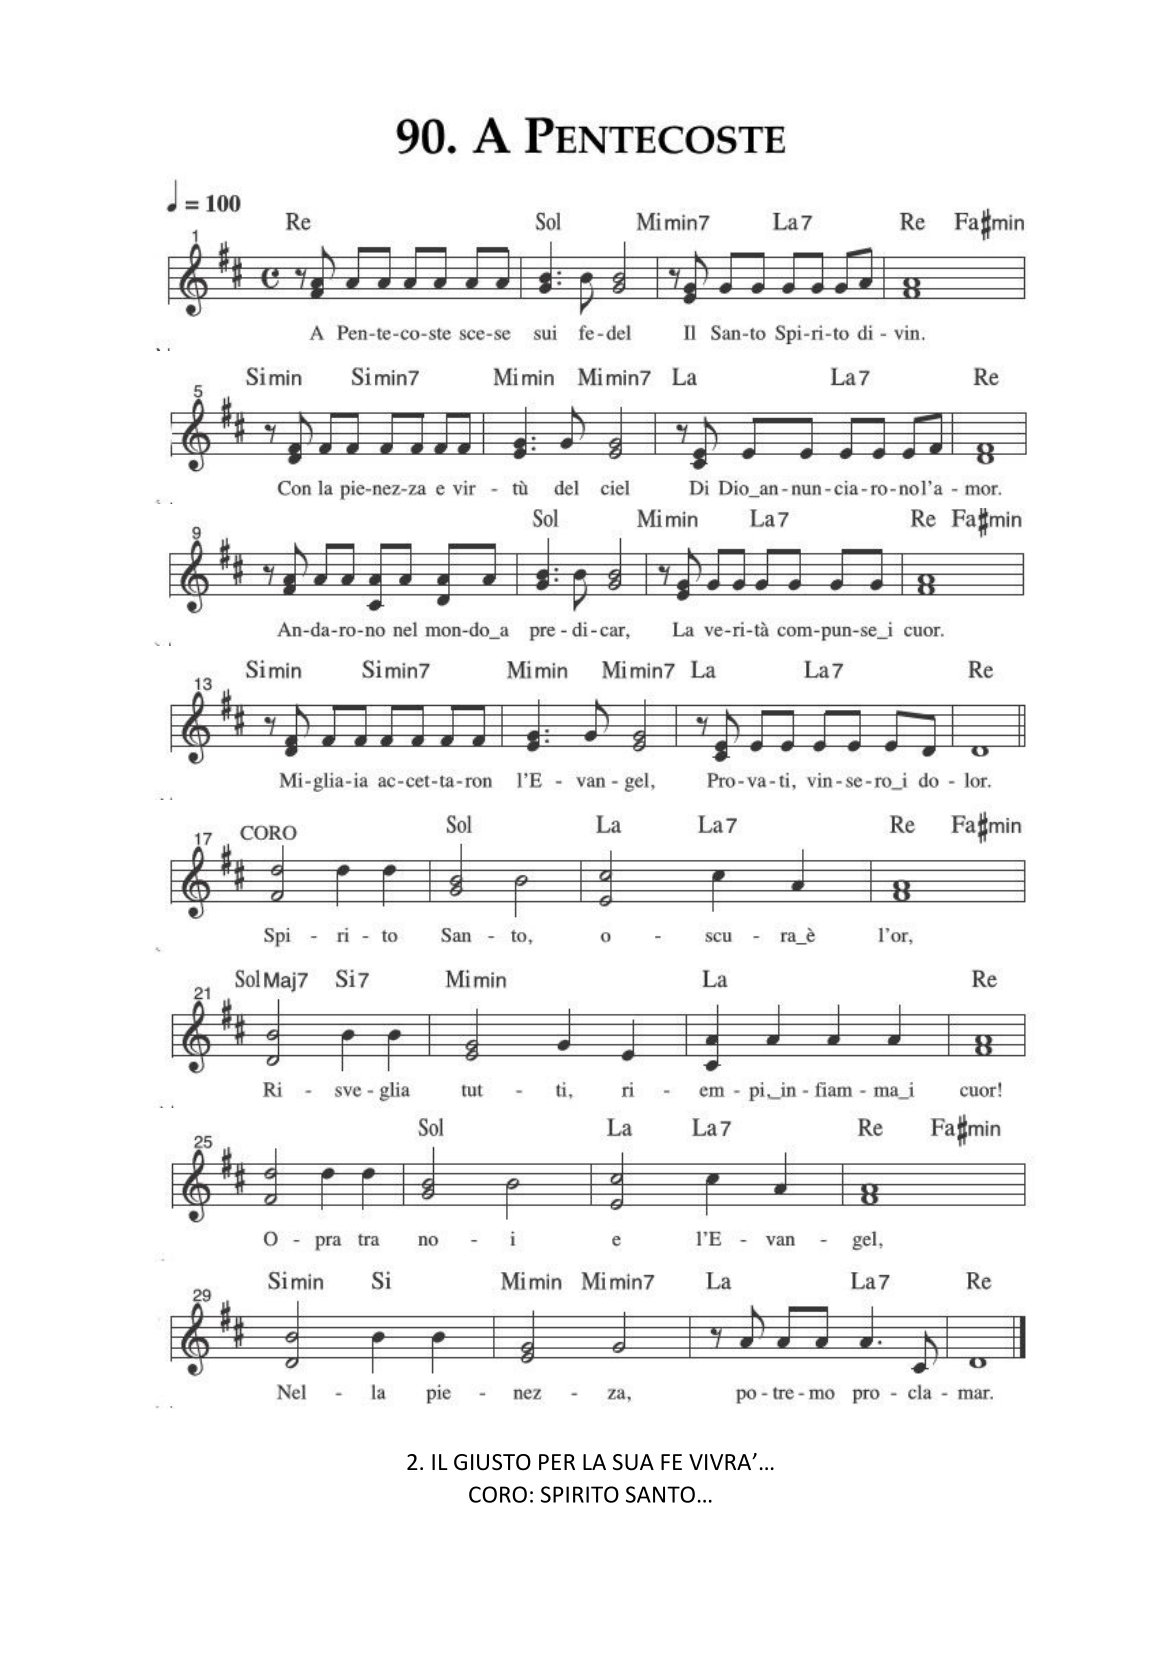 90. A PENTECOSTE
♩ = 100
Re Sol Mimin7 La7 Re Fa♯min
1
A Pen-te-co-ste sce-se sui fe-del Il San-to Spi-ri-to di - vin.
Simin Simin7 Mimin Mimin7 La La7 Re
5
Con la pie-nez-za e vir - tù del ciel Di Dio_an-nun-cia-ro-no l'a - mor.
Sol Mimin La7 Re Fa♯min
9
An-da-ro-no nel mon-do_a pre - di-car, La ve-ri-tà com-pun-se_i cuor.
Simin Simin7 Mimin Mimin7 La La7 Re
13
Mi-glia-ia ac-cet-ta-ron l'E - van - gel, Pro-va-ti, vin-se-ro_i do - lor.
CORO Sol La La7 Re Fa♯min
17
Spi - ri - to San - to, o - scu - ra_è l'or,
SolMaj7 Si7 Mimin La Re
21
Ri - sve - glia tut - ti, ri - em - pi,_in - fiam - ma_i cuor!
Sol La La7 Re Fa♯min
25
O - pra tra no - i e l'E - van - gel,
Simin Si Mimin Mimin7 La La7 Re
29
Nel - la pie - nez - za, po - tre - mo pro - cla - mar.
2. IL GIUSTO PER LA SUA FE VIVRA’…
CORO: SPIRITO SANTO…